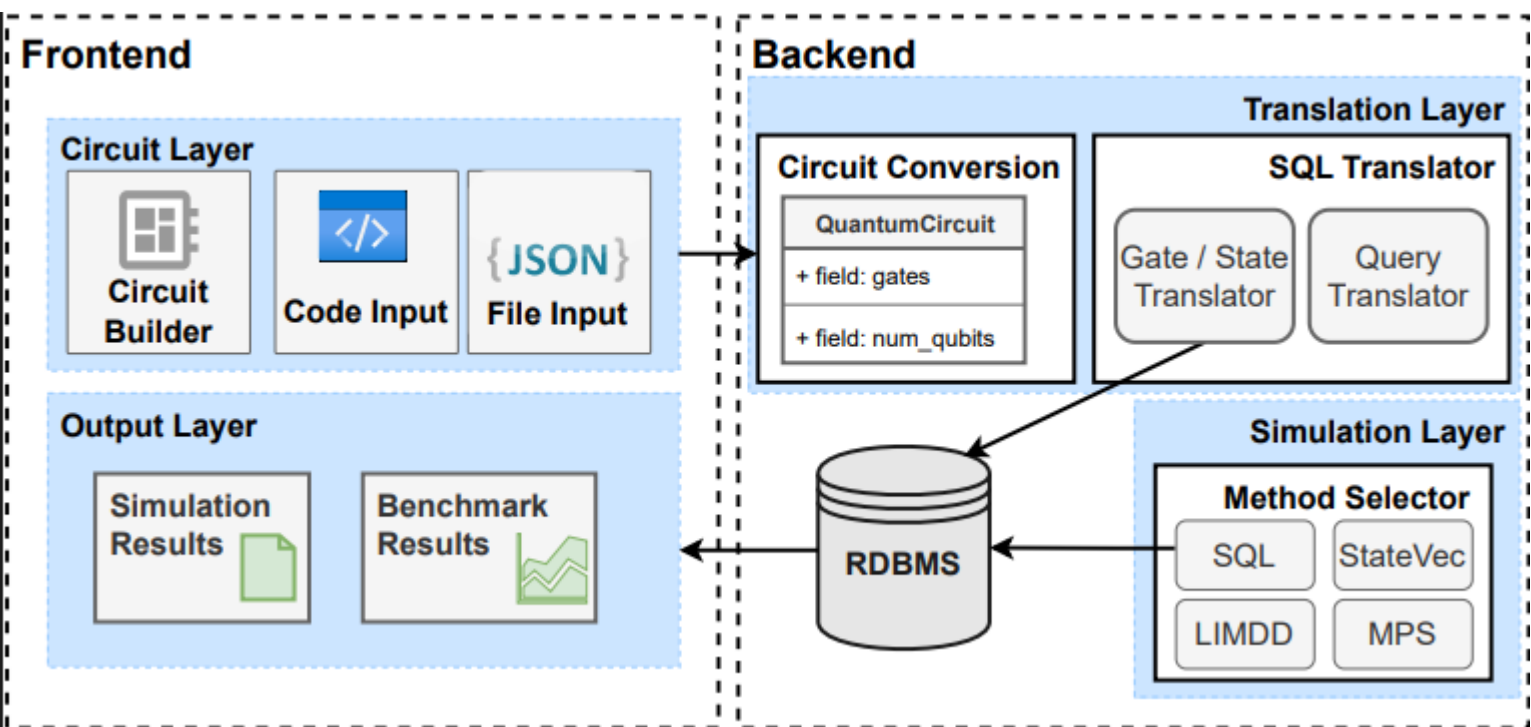 Frontend
Circuit Layer
Circuit
Builder
</>
Code Input
{JSON}
File Input
Output Layer
Simulation
Results
Benchmark
Results
Backend
Translation Layer
Circuit Conversion
QuantumCircuit
+ field: gates
+ field: num_qubits
SQL Translator
Gate / State
Translator
Query
Translator
RDBMS
Simulation Layer
Method Selector
SQL
StateVec
LIMDD
MPS